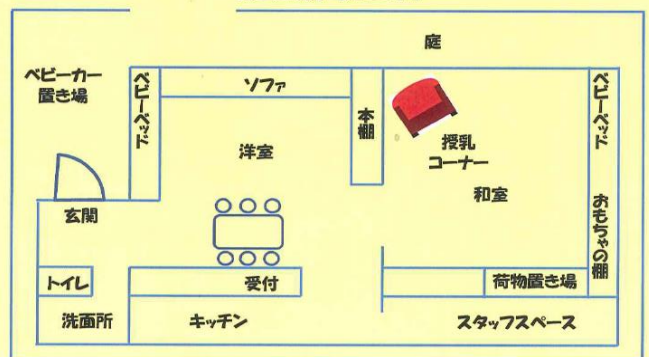 庭
ベビーカー
置き場
ベビーベッド
ソファ
本棚
授乳
コーナー
ベビーベッド
洋室
和室
おもちゃの棚
玄関
トイレ
受付
荷物置き場
洗面所
キッチン
スタッフスペース